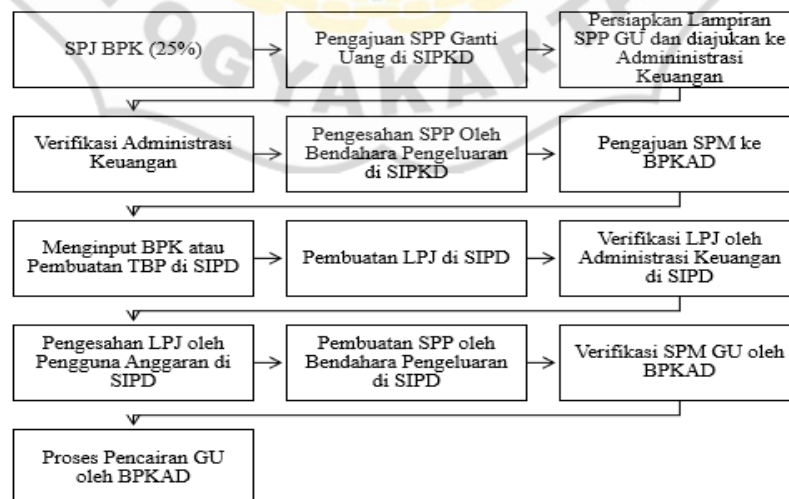 SPJ BPK (25%)
Pengajuan SPP Ganti
Uang di SIPKD
Persiapkan Lampiran
SPP GU dan diajukan ke
Admininistrasi
Keuangan
Verifikasi Administrasi
Keuangan
Pengesahan SPP Oleh
Bendahara Pengeluaran
di SIPKD
Pengajuan SPM ke
BPKAD
Menginput BPK atau
Pembuatan TBP di SIPD
Pembuatan LPJ di SIPD
Verifikasi LPJ oleh
Administrasi Keuangan
di SIPD
Pengesahan LPJ oleh
Pengguna Anggaran di
SIPD
Pembuatan SPP oleh
Bendahara Pengeluaran
di SIPD
Verifikasi SPM GU oleh
BPKAD
Proses Pencairan GU
oleh BPKAD
YOGYAKARTA